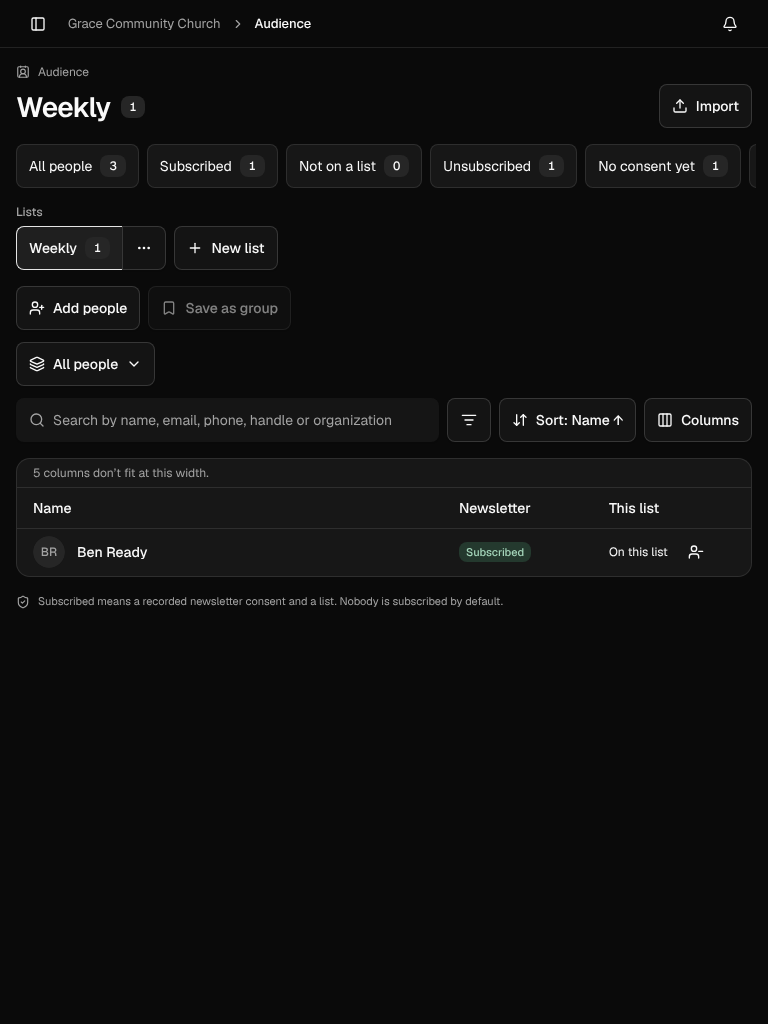 Grace Community Church > Audience
Audience
Weekly 1
Import
All people 3 Subscribed 1 Not on a list 0 Unsubscribed 1 No consent yet 1
Lists
Weekly 1 ... + New list
Add people Save as group
All people
Search by name, email, phone, handle or organization Sort: Name ↑ Columns
5 columns don't fit at this width.
Name Newsletter This list
BR Ben Ready Subscribed On this list
Subscribed means a recorded newsletter consent and a list. Nobody is subscribed by default.